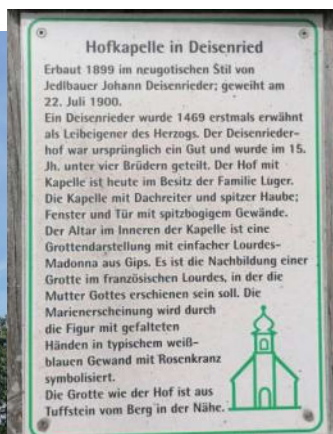 Hofkapelle in Deisenried
Erbaut 1899 im neugotischen Stil von
Jedlbauer Johann Deisenrieder; geweiht am
22. Juli 1900.
Ein Deisenrieder wurde 1469 erstmals erwähnt
als Leibeigener des Herzogs. Der Deisenrieder-
hof war ursprünglich ein Gut und wurde im 15.
Jh. unter vier Brüdern geteilt. Der Hof mit
Kapelle ist heute im Besitz der Familie Luger.
Die Kapelle mit Dachreiter und spitzer Haube;
Fenster und Tür mit spitzbogigem Gewände.
Der Altar im Inneren der Kapelle ist eine
Grottendarstellung mit einfacher Lourdes-
Madonna aus Gips. Es ist die Nachbildung einer
Grotte im französischen Lourdes, in der die
Mutter Gottes erschienen sein soll. Die
Marienerscheinung wird durch
die Figur mit gefalteten
Händen in typischem weiß-
blauen Gewand mit Rosenkranz
symbolisiert.
Die Grotte wie der Hof ist aus
Tuffstein vom Berg in der Nähe.